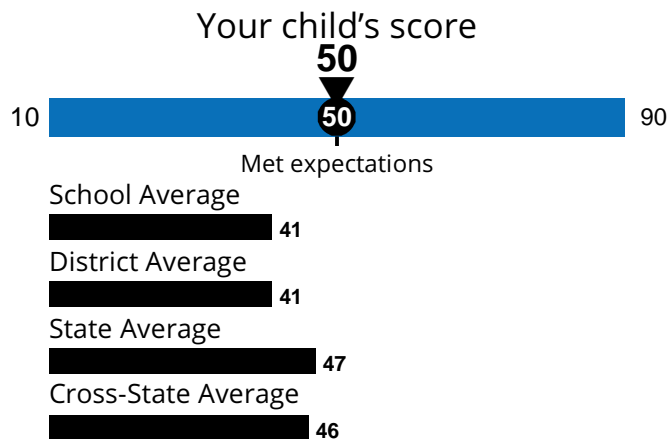 Your child's score
50
10 50 90
Met expectations
School Average
41
District Average
41
State Average
47
Cross-State Average
46